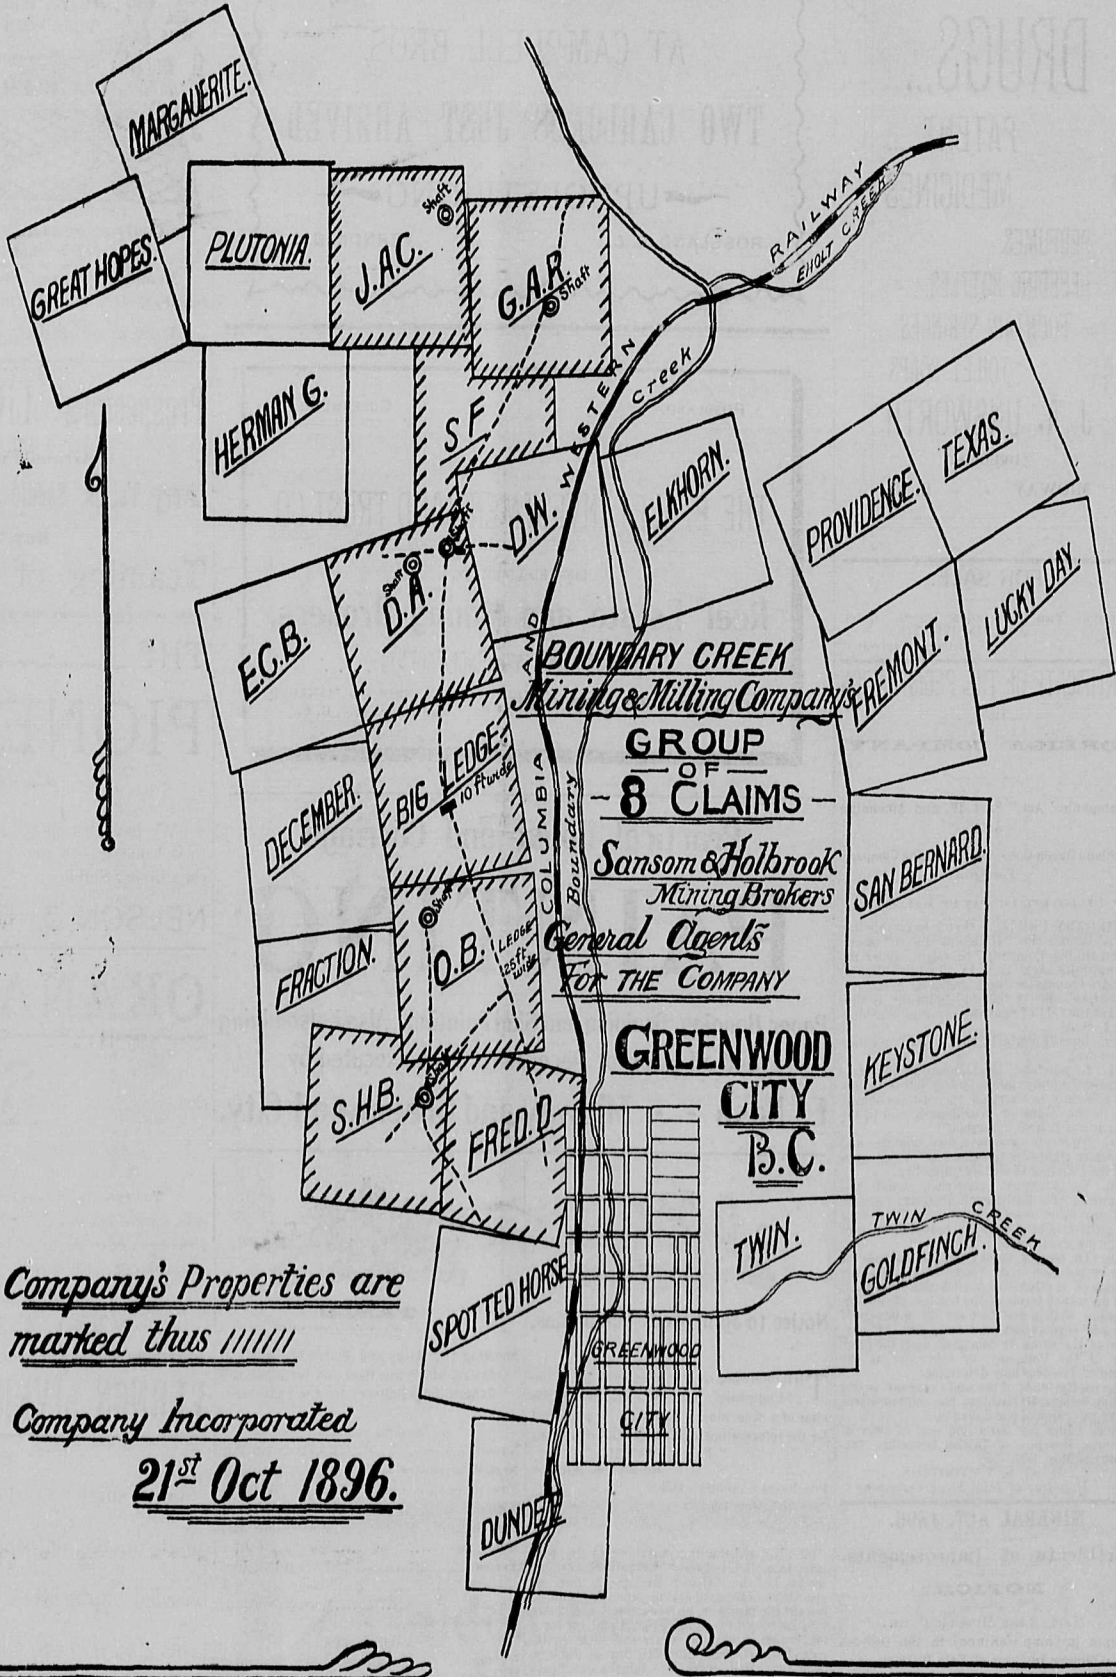 MARGAUERITE.
GREAT HOPES.
PLUTONIA.
J.A.C.
Shaft
G.A.R.
Shaft
RAILWAY
EHOLT CREEK
HERMAN G.
S F
WESTERN
Creek
D.W.
ELKHORN.
PROVIDENCE.
TEXAS.
LUCKY DAY.
FREMONT.
E.C.B.
Shaft
D.A.
Shaft
AND
BOUNDARY CREEK
Mining & Milling Company's
GROUP
- OF -
- 8 CLAIMS -
Sansom & Holbrook
Mining Brokers
General Agents
For THE COMPANY
DECEMBER.
BIG LEDGE.
10 ft wide
COLUMBIA
Boundary
SAN BERNARD.
FRACTION.
Shaft
O.B.
LEDGE
25 ft
wide
GREENWOOD
CITY
B.C.
KEYSTONE.
S.H.B.
FRED. D.
TWIN.
TWIN CREEK
GOLDFINCH.
SPOTTED HORSE
GREENWOOD
CITY
DUNDEE
Company's Properties are
marked thus ///////
Company Incorporated
21st Oct 1896.